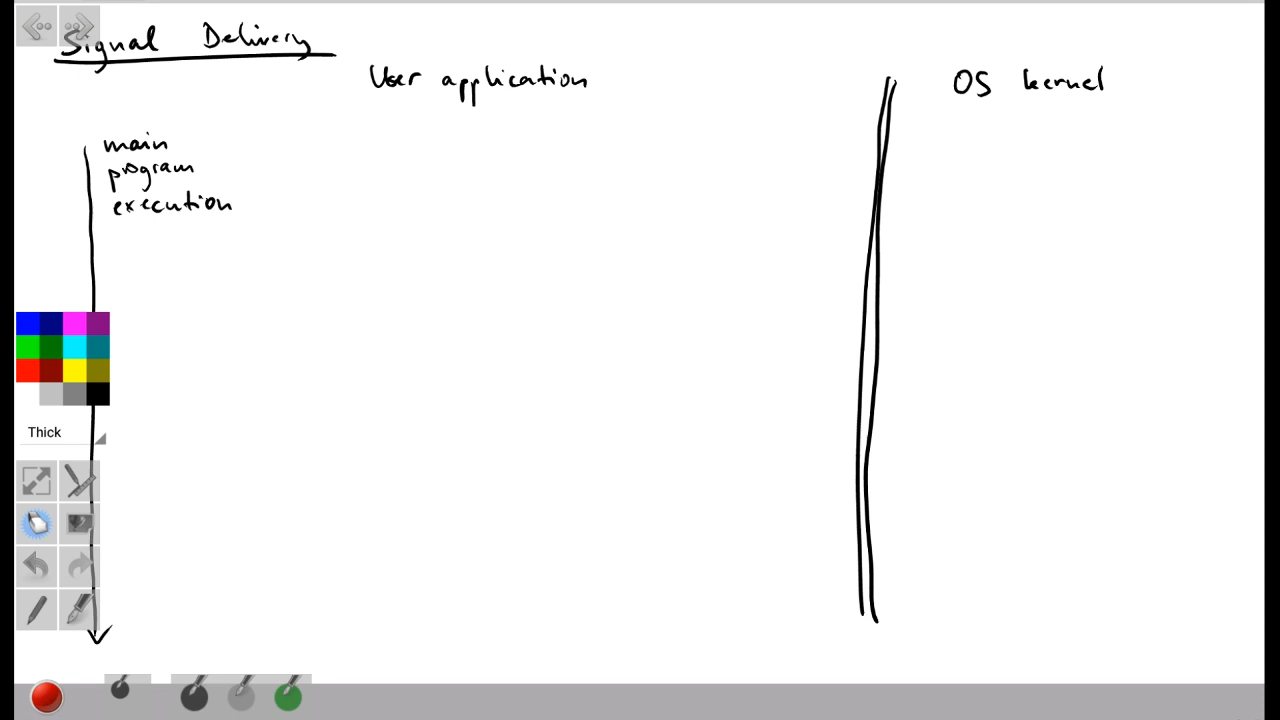 Signal Delivery
User application
OS kernel
main
program
execution
Thick